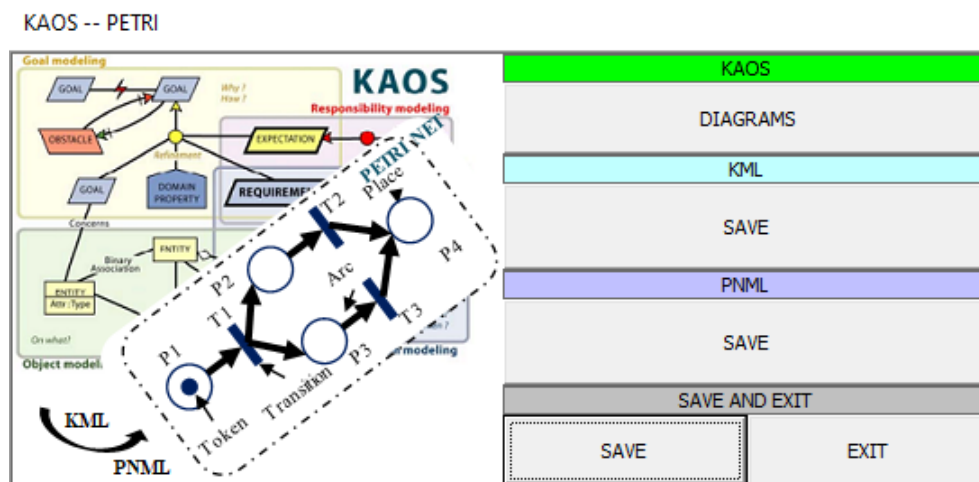 KAOS -- PETRI
Goal modeling
GOAL
GOAL
Why ?
How ?
KAOS
Responsibility modeling
OBSTACLE
EXPECTATION
Refinement
GOAL
DOMAIN
PROPERTY
REQUIREME
Concerns
Binary
Association
ENTITY
ENTITY
Attr :Type
On what?
Object model
modeling
PETRI NET
Place
T2
P2
P4
Arc
T1
T3
P1
P3
Transition
Token
KML
PNML
KAOS
DIAGRAMS
KML
SAVE
PNML
SAVE
SAVE AND EXIT
SAVE
EXIT